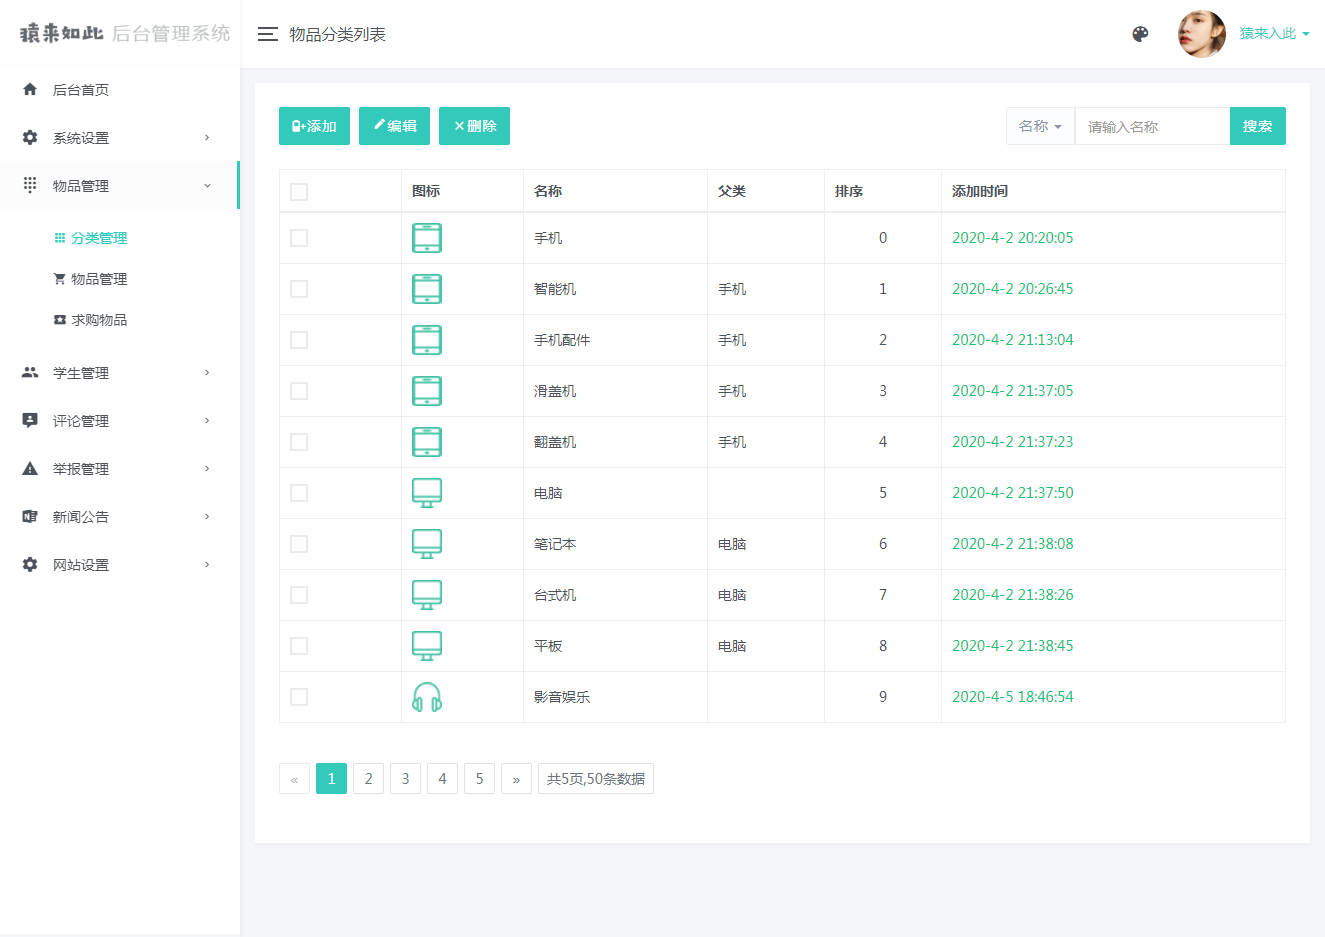 猿来如此 后台管理系统
物品分类列表
猿来入此
后台首页
系统设置
物品管理
分类管理
物品管理
求购物品
学生管理
评论管理
举报管理
新闻公告
网站设置
添加 编辑 删除
名称 请输入名称 搜索
图标 名称 父类 排序 添加时间
手机 0 2020-4-2 20:20:05
智能机 手机 1 2020-4-2 20:26:45
手机配件 手机 2 2020-4-2 21:13:04
滑盖机 手机 3 2020-4-2 21:37:05
翻盖机 手机 4 2020-4-2 21:37:23
电脑 5 2020-4-2 21:37:50
笔记本 电脑 6 2020-4-2 21:38:08
台式机 电脑 7 2020-4-2 21:38:26
平板 电脑 8 2020-4-2 21:38:45
影音娱乐 9 2020-4-5 18:46:54
« 1 2 3 4 5 » 共5页,50条数据